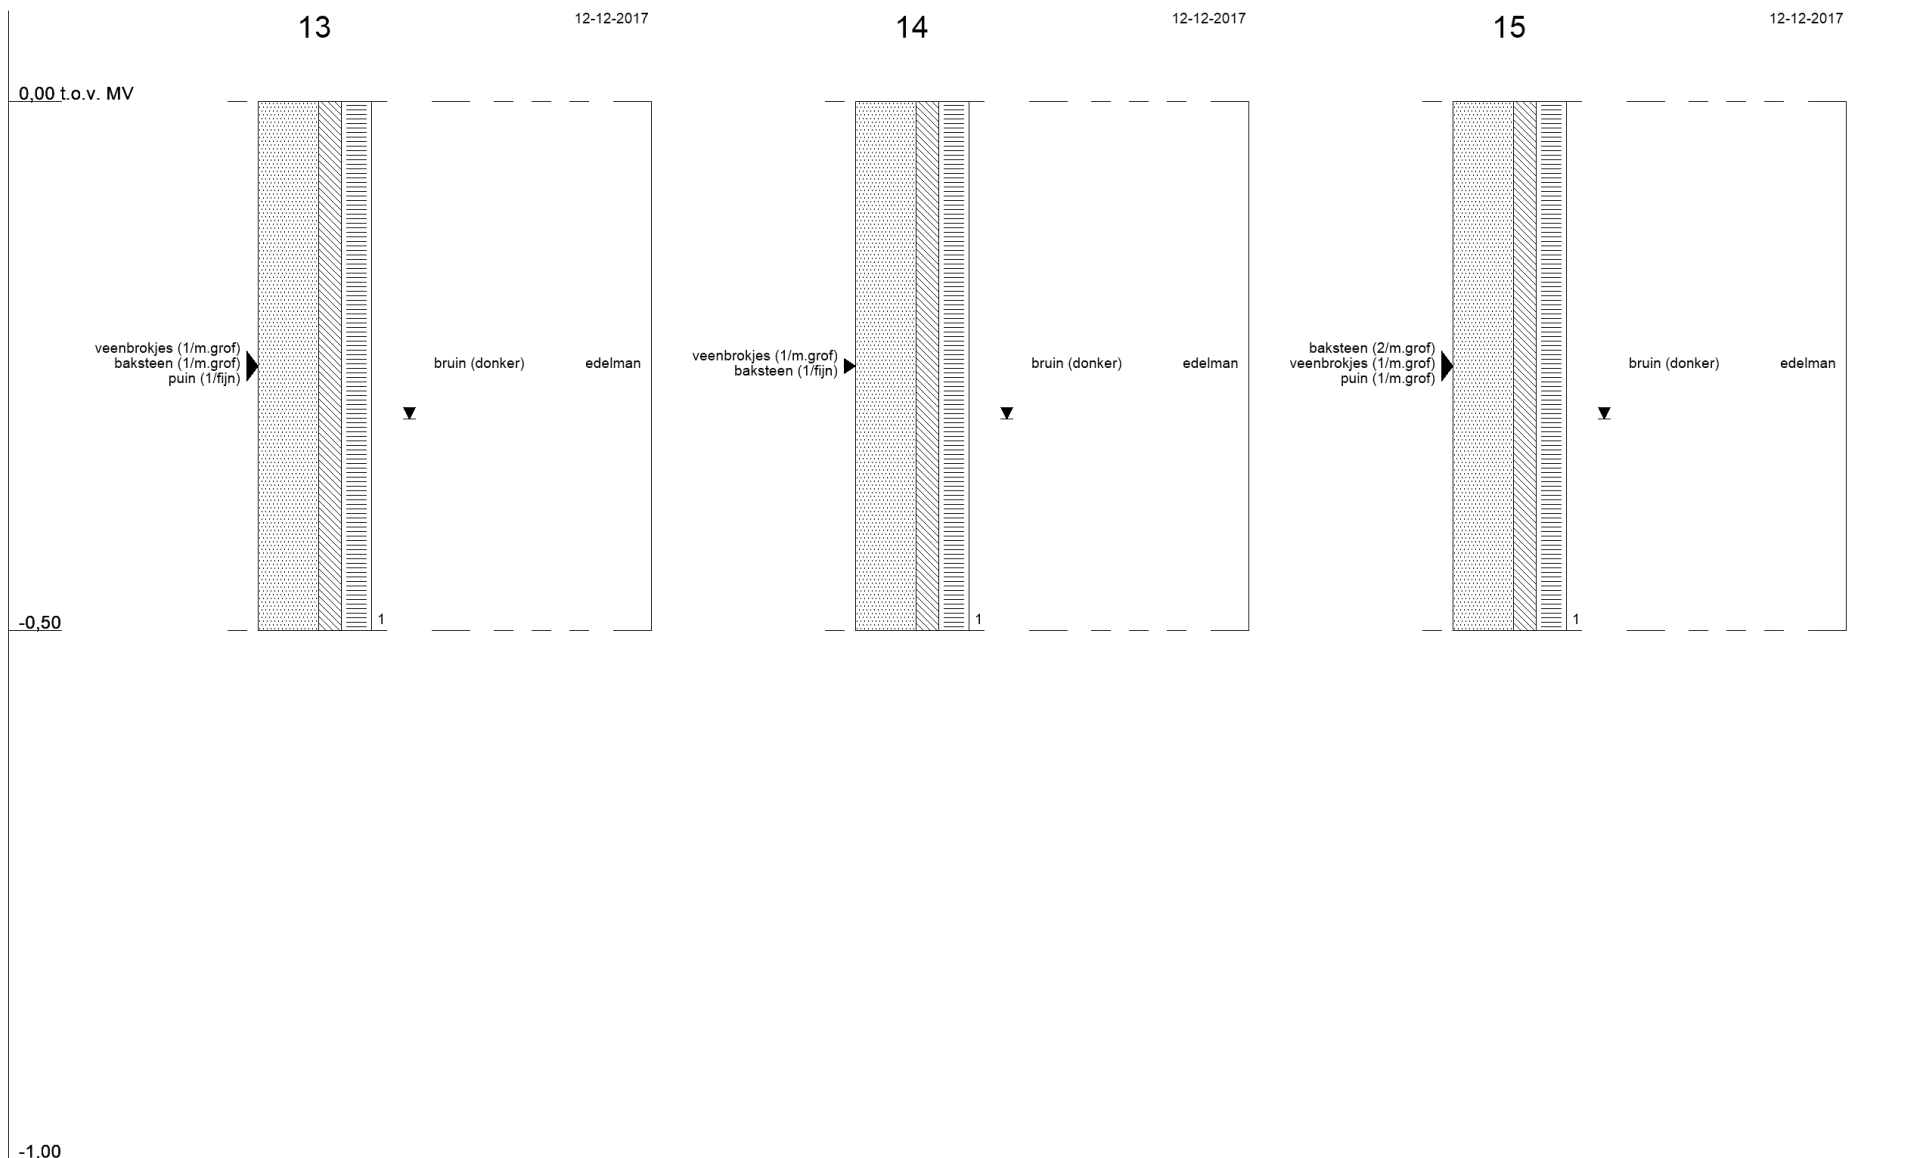 13
12-12-2017
14
12-12-2017
15
12-12-2017
0,00 t.o.v. MV
veenbrokjes (1/m.grof)
baksteen (1/m.grof)
puin (1/fijn)
bruin (donker)
edelman
1
veenbrokjes (1/m.grof)
baksteen (1/fijn)
bruin (donker)
edelman
1
baksteen (2/m.grof)
veenbrokjes (1/m.grof)
puin (1/m.grof)
bruin (donker)
edelman
1
-0,50
-1,00